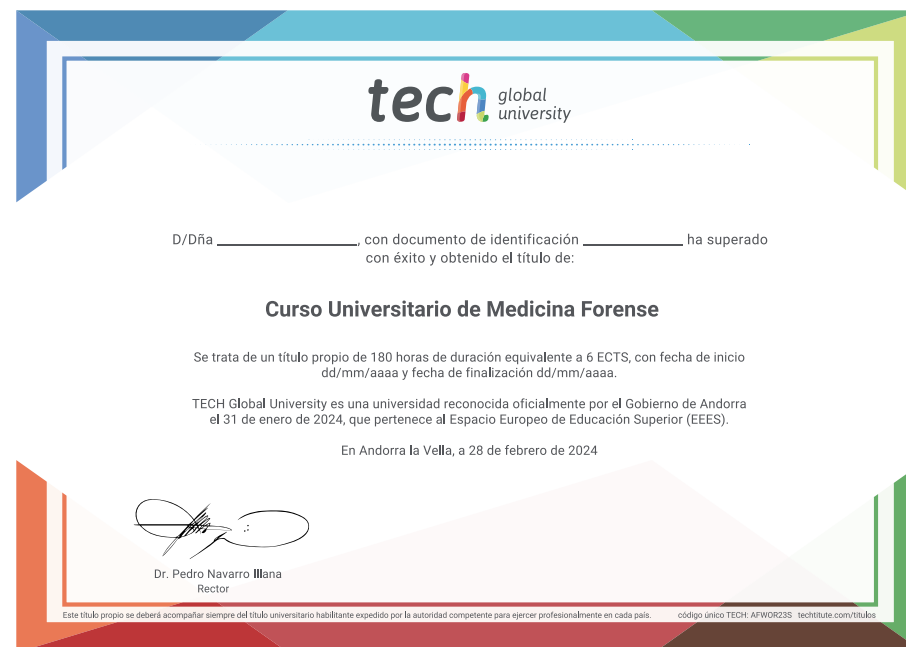 tech global university
D/Dña ____________________, con documento de identificación ______________ ha superado
con éxito y obtenido el título de:
Curso Universitario de Medicina Forense
Se trata de un título propio de 180 horas de duración equivalente a 6 ECTS, con fecha de inicio
dd/mm/aaaa y fecha de finalización dd/mm/aaaa.
TECH Global University es una universidad reconocida oficialmente por el Gobierno de Andorra
el 31 de enero de 2024, que pertenece al Espacio Europeo de Educación Superior (EEES).
En Andorra la Vella, a 28 de febrero de 2024
Dr. Pedro Navarro Illana
Rector
Este título propio se deberá acompañar siempre del título universitario habilitante expedido por la autoridad competente para ejercer profesionalmente en cada país. código único TECH: AFWOR23S techtitute.com/titulos